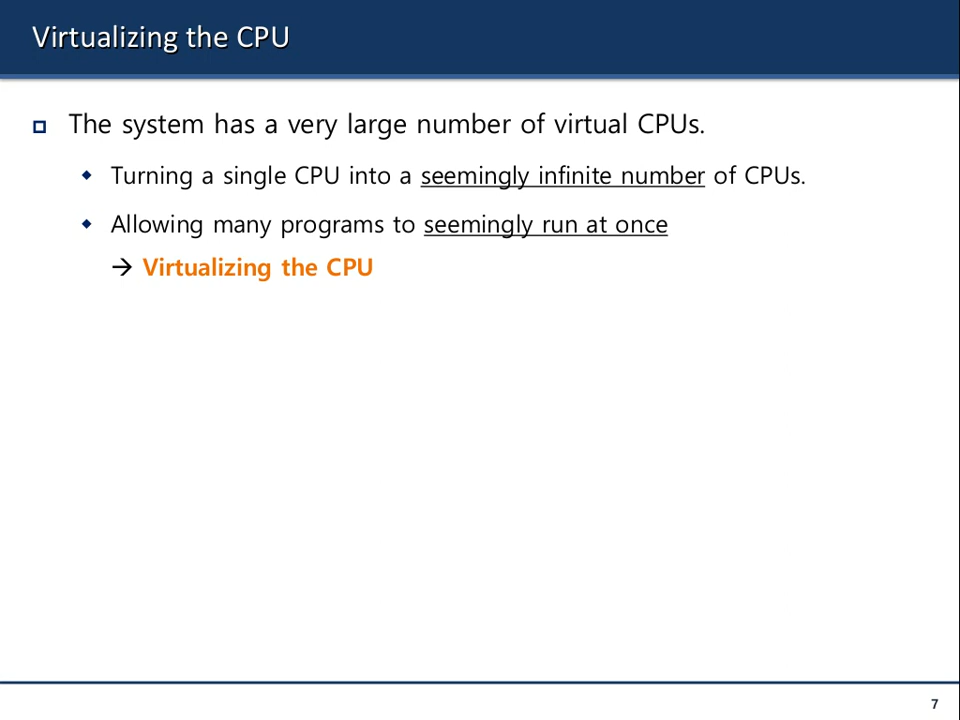 Virtualizing the CPU
The system has a very large number of virtual CPUs.
Turning a single CPU into a seemingly infinite number of CPUs.
Allowing many programs to seemingly run at once
→ Virtualizing the CPU
7